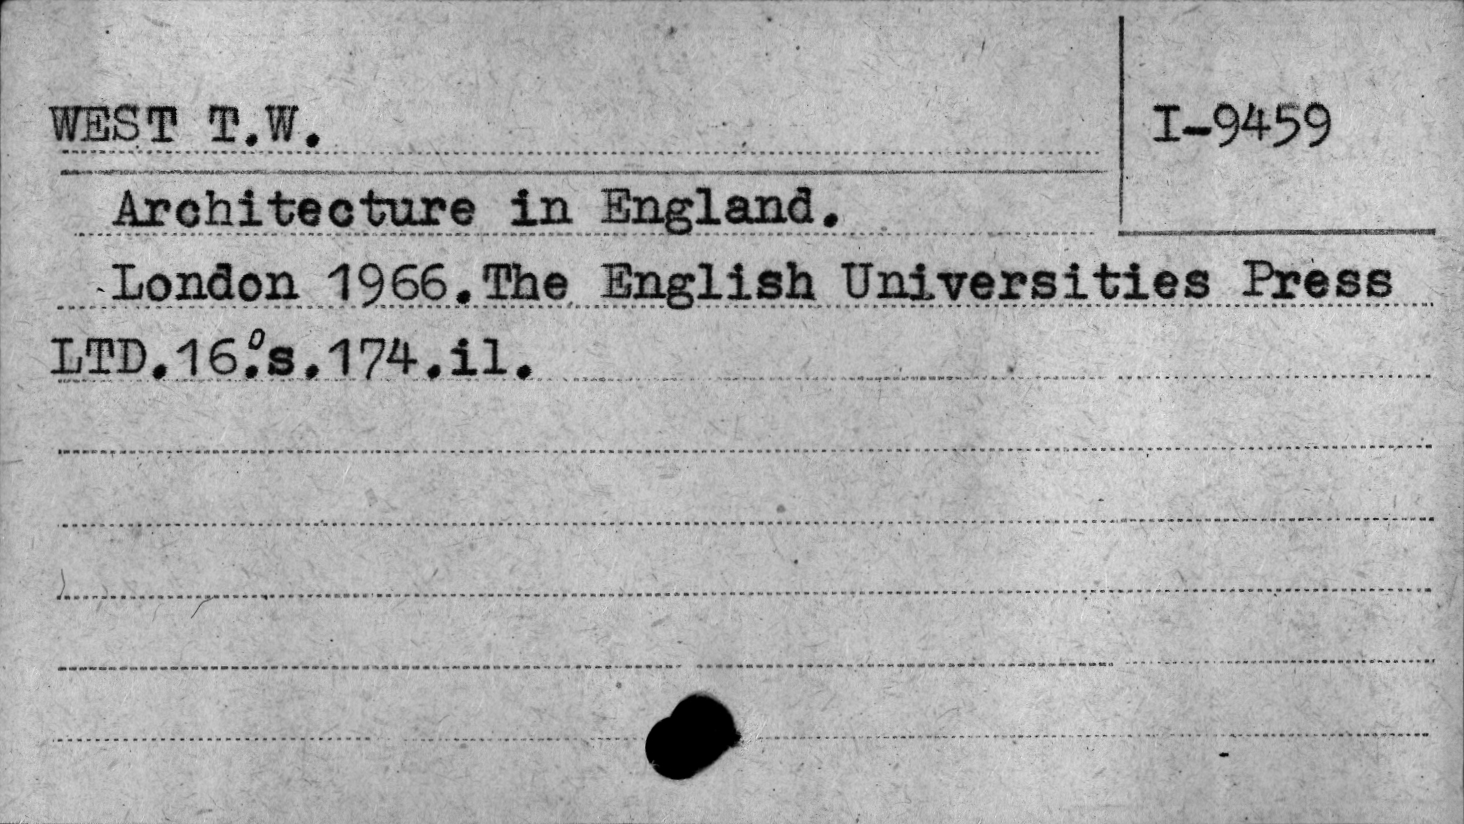 WEST T.W.
I-9459
Architecture in England.
London 1966.The English Universities Press
LTD.16.°s.174.il.